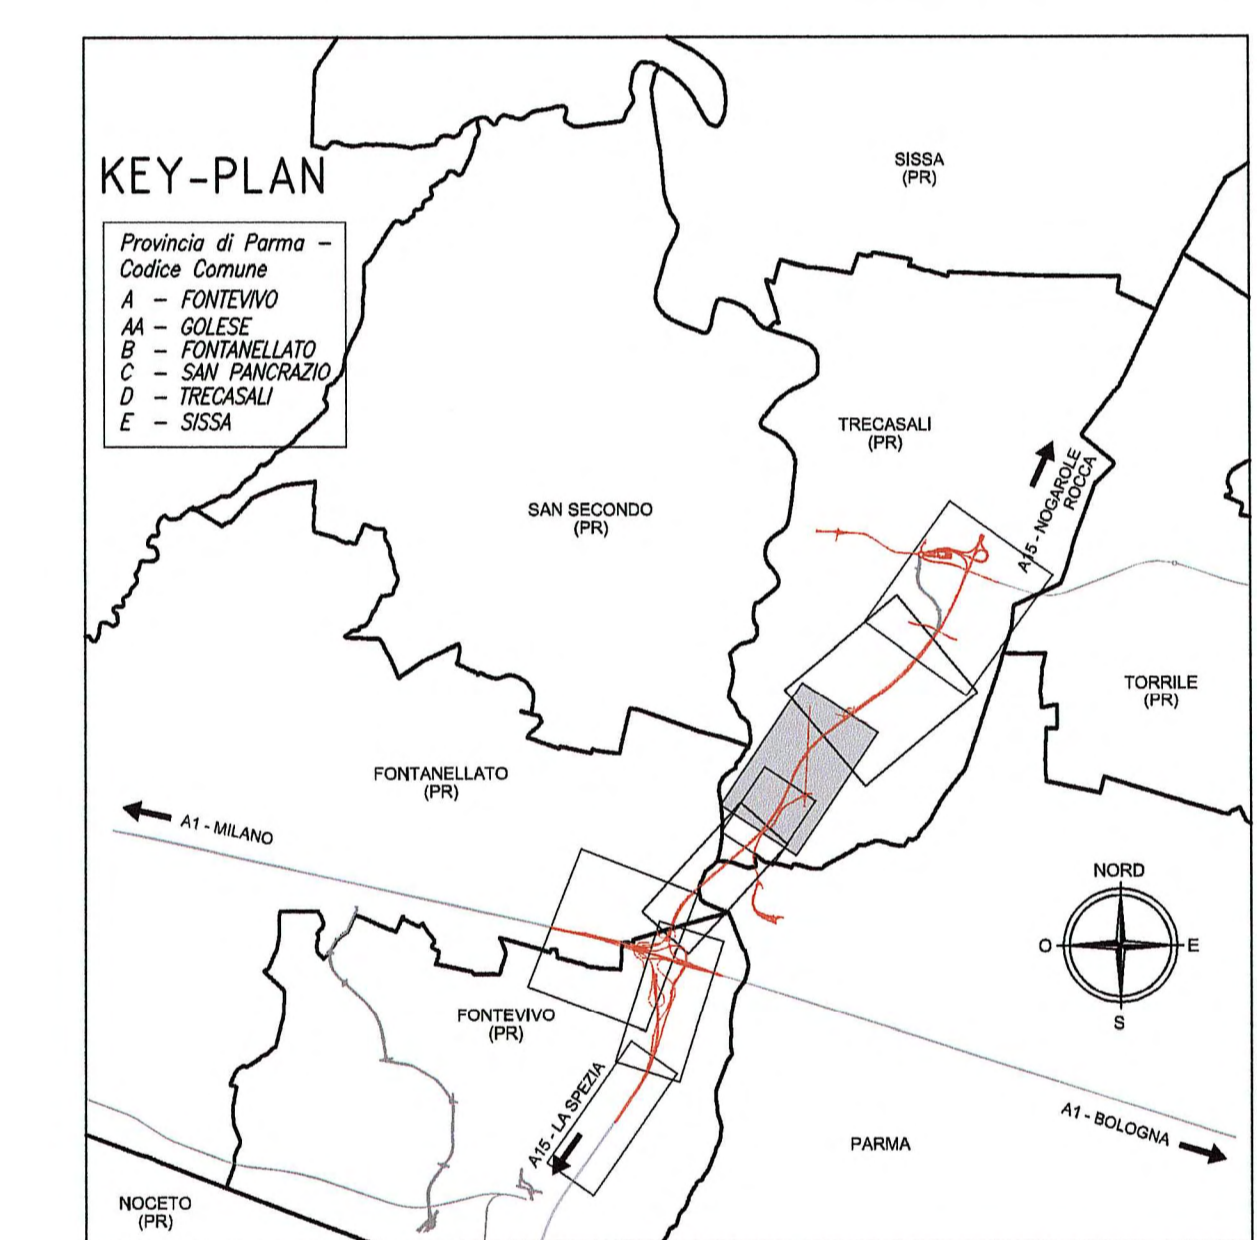 KEY-PLAN
Provincia di Parma –
Codice Comune
A – FONTEVIVO
AA – GOLESE
B – FONTANELLATO
C – SAN PANCRAZIO
D – TRECASALI
E – SISSA
SISSA
(PR)
TRECASALI
(PR)
SAN SECONDO
(PR)
A15 - NOGAROLE
ROCCA
TORRILE
(PR)
FONTANELLATO
(PR)
A1 - MILANO
NORD
O
E
S
FONTEVIVO
(PR)
A15 - LA SPEZIA
A1 - BOLOGNA
PARMA
NOCETO
(PR)